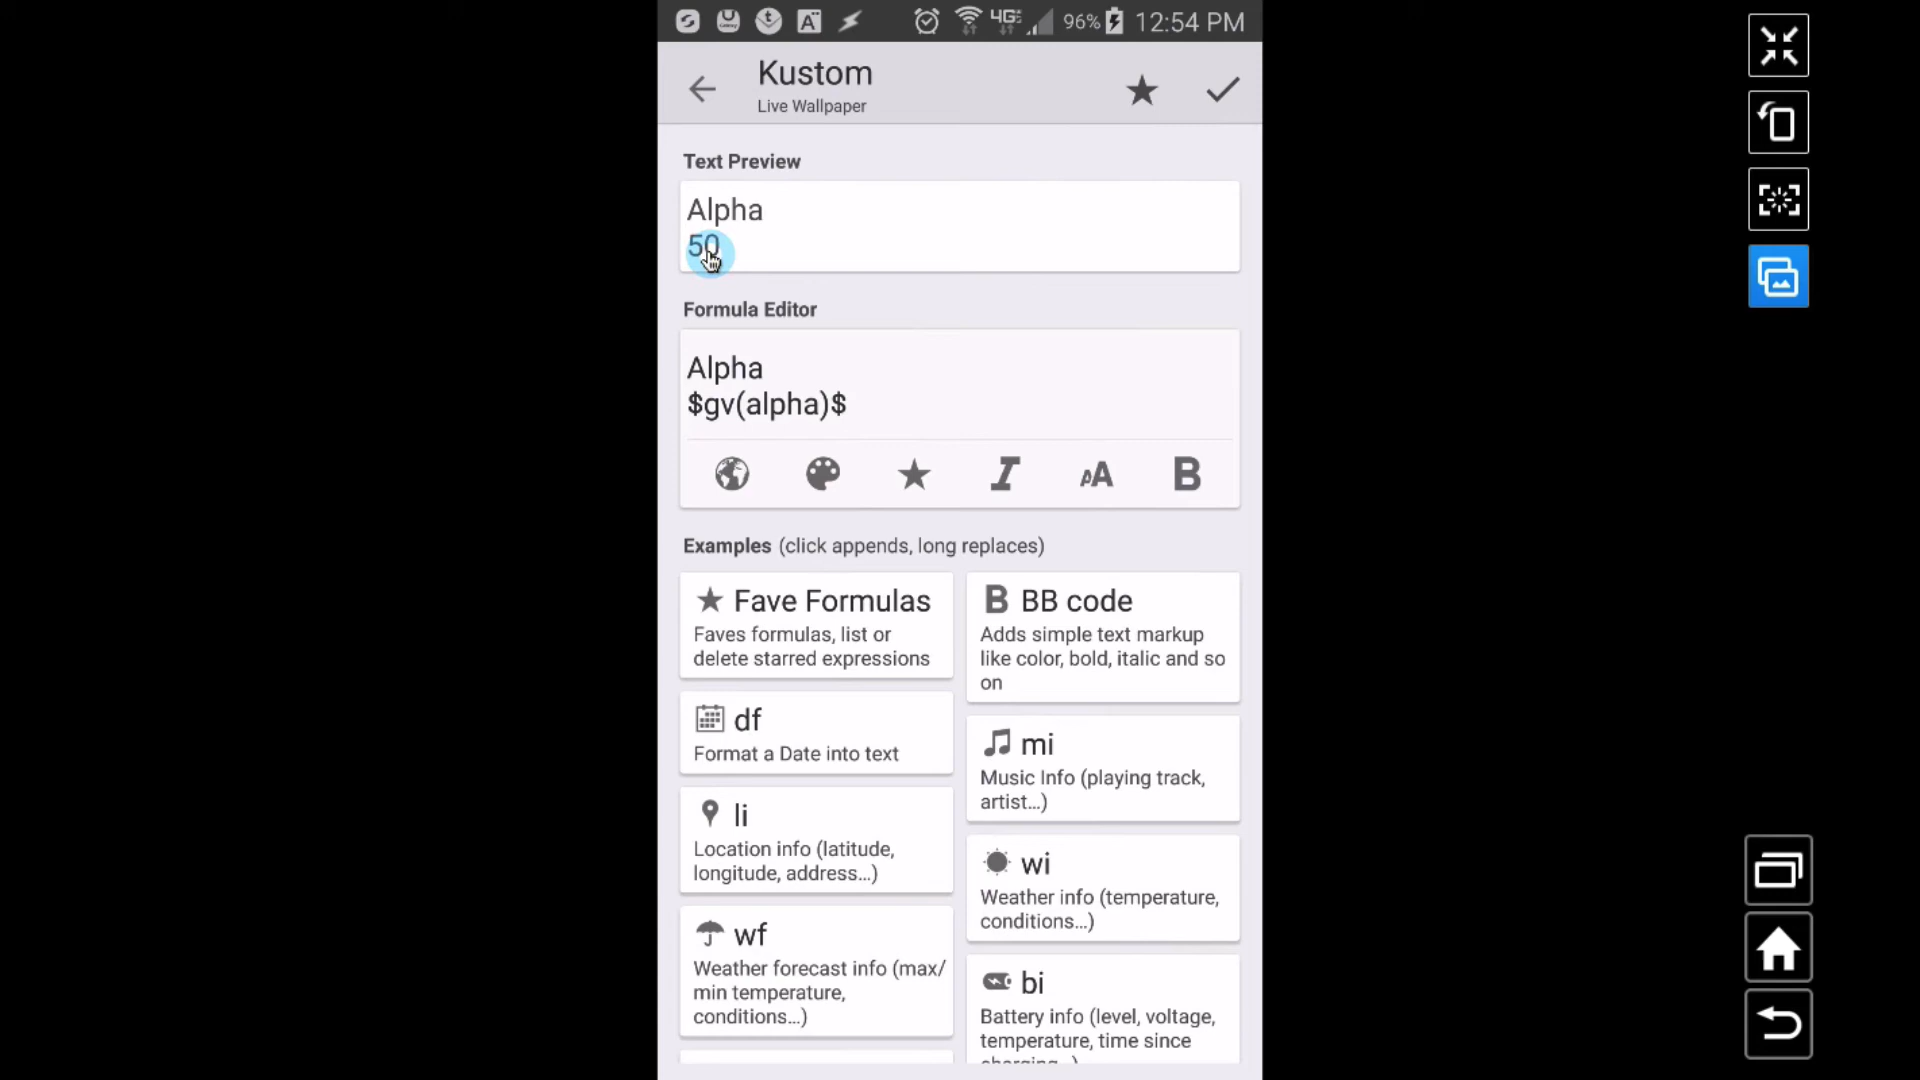 4G
96% 12:54 PM
Kustom
Live Wallpaper
Text Preview
Alpha
50
Formula Editor
Alpha
$gv(alpha)$
Examples (click appends, long replaces)
Fave Formulas
Faves formulas, list or
delete starred expressions
B BB code
Adds simple text markup
like color, bold, italic and so
on
df
Format a Date into text
mi
Music Info (playing track,
artist...)
li
Location info (latitude,
longitude, address...)
wi
Weather info (temperature,
conditions...)
wf
Weather forecast info (max/
min temperature,
conditions...)
bi
Battery info (level, voltage,
temperature, time since